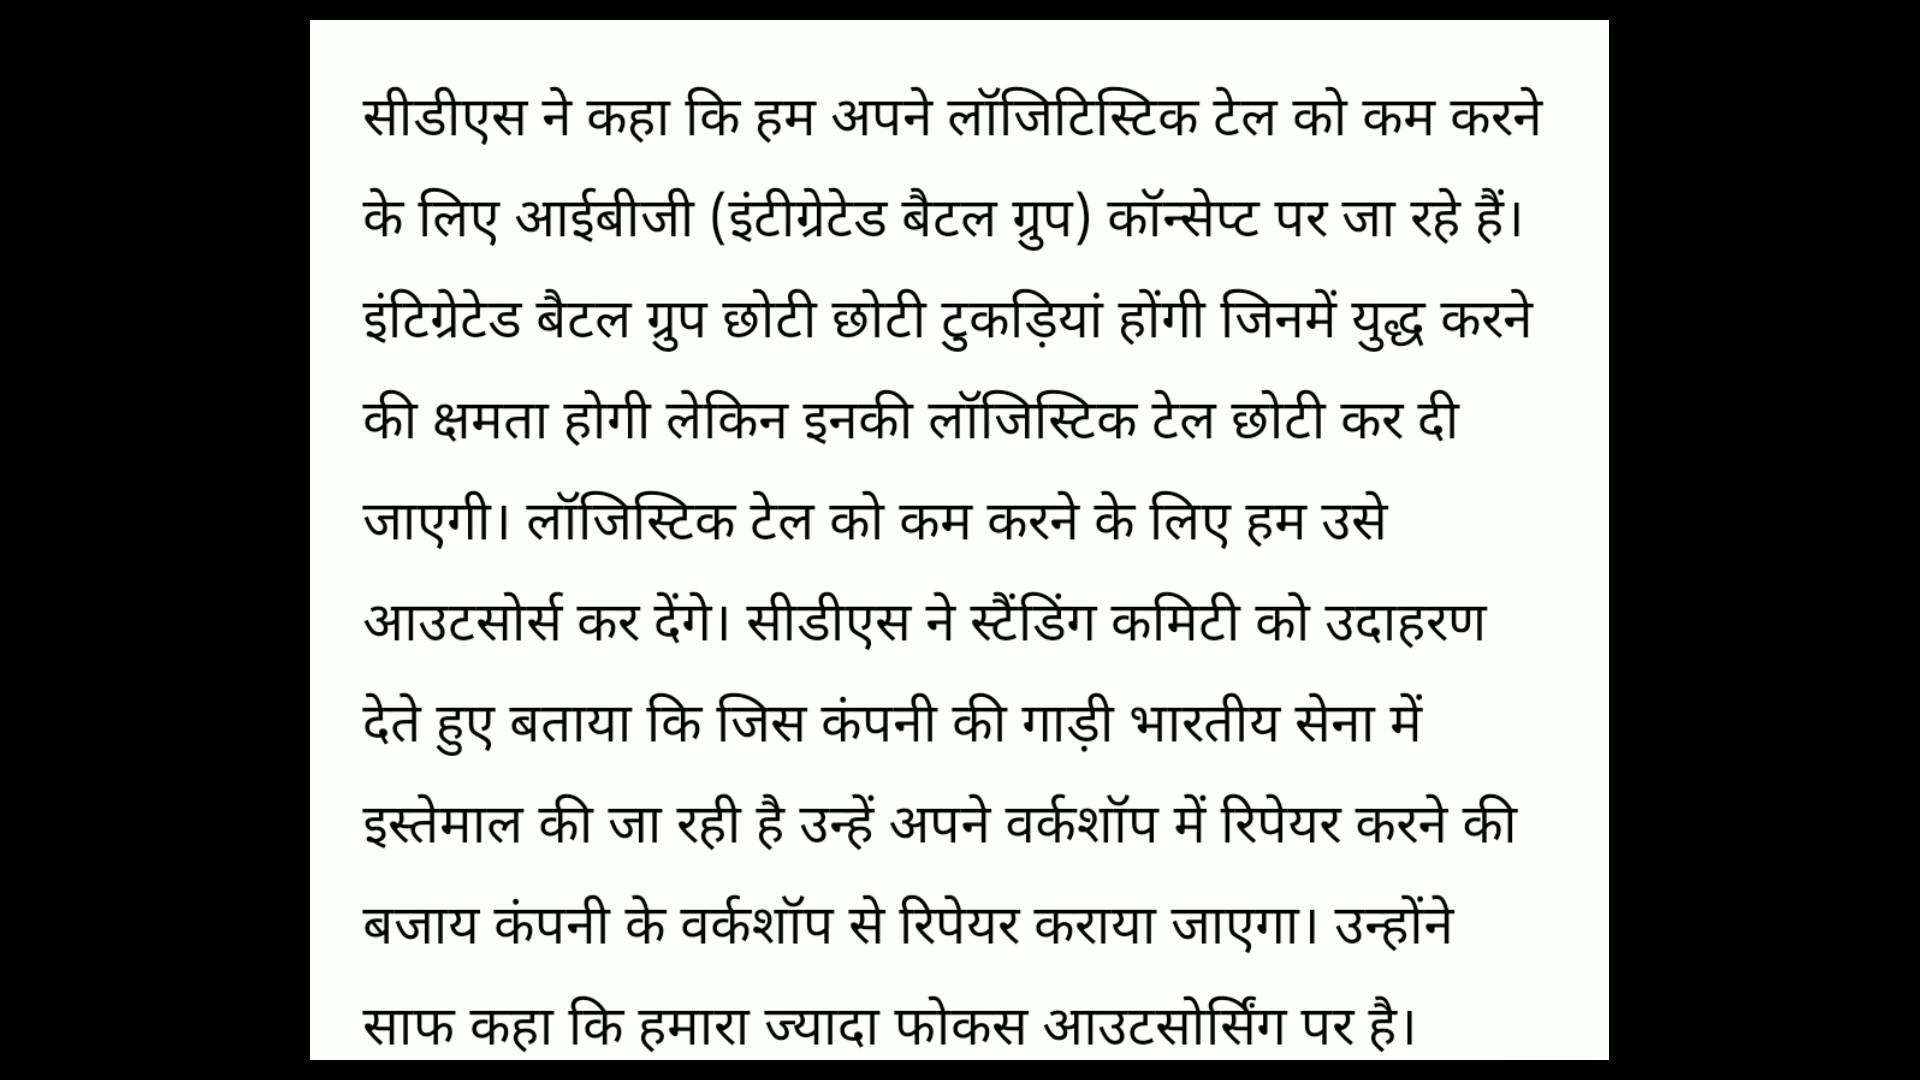 सीडीएस ने कहा कि हम अपने लॉजिटिस्टिक टेल को कम करने
के लिए आईबीजी (इंटीग्रेटेड बैटल ग्रुप) कॉन्सेप्ट पर जा रहे हैं।
इंटिग्रेटेड बैटल ग्रुप छोटी छोटी टुकड़ियां होंगी जिनमें युद्ध करने
की क्षमता होगी लेकिन इनकी लॉजिस्टिक टेल छोटी कर दी
जाएगी। लॉजिस्टिक टेल को कम करने के लिए हम उसे
आउटसोर्स कर देंगे। सीडीएस ने स्टैंडिंग कमिटी को उदाहरण
देते हुए बताया कि जिस कंपनी की गाड़ी भारतीय सेना में
इस्तेमाल की जा रही है उन्हें अपने वर्कशॉप में रिपेयर करने की
बजाय कंपनी के वर्कशॉप से रिपेयर कराया जाएगा। उन्होंने
साफ कहा कि हमारा ज्यादा फोकस आउटसोर्सिंग पर है।